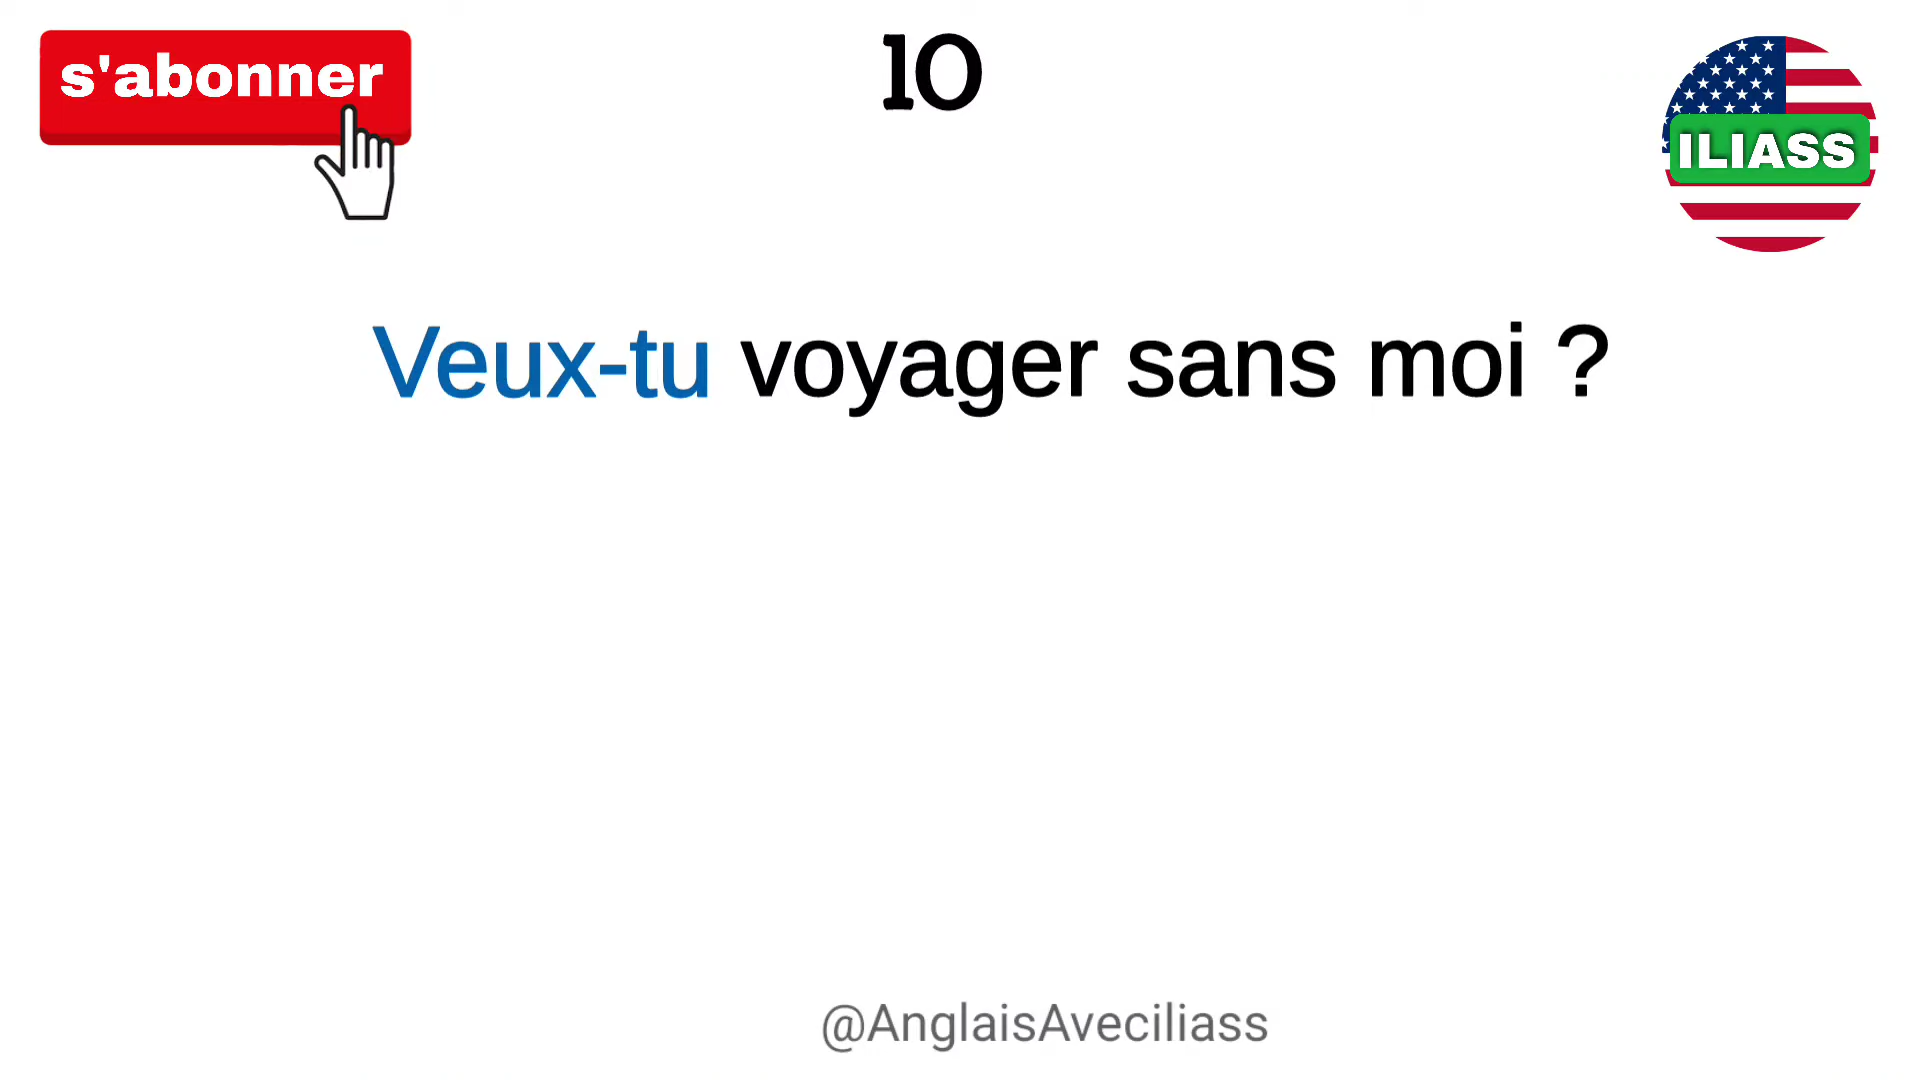 s'abonner
10
ILIASS
Veux-tu voyager sans moi ?
@AnglaisAveciliass